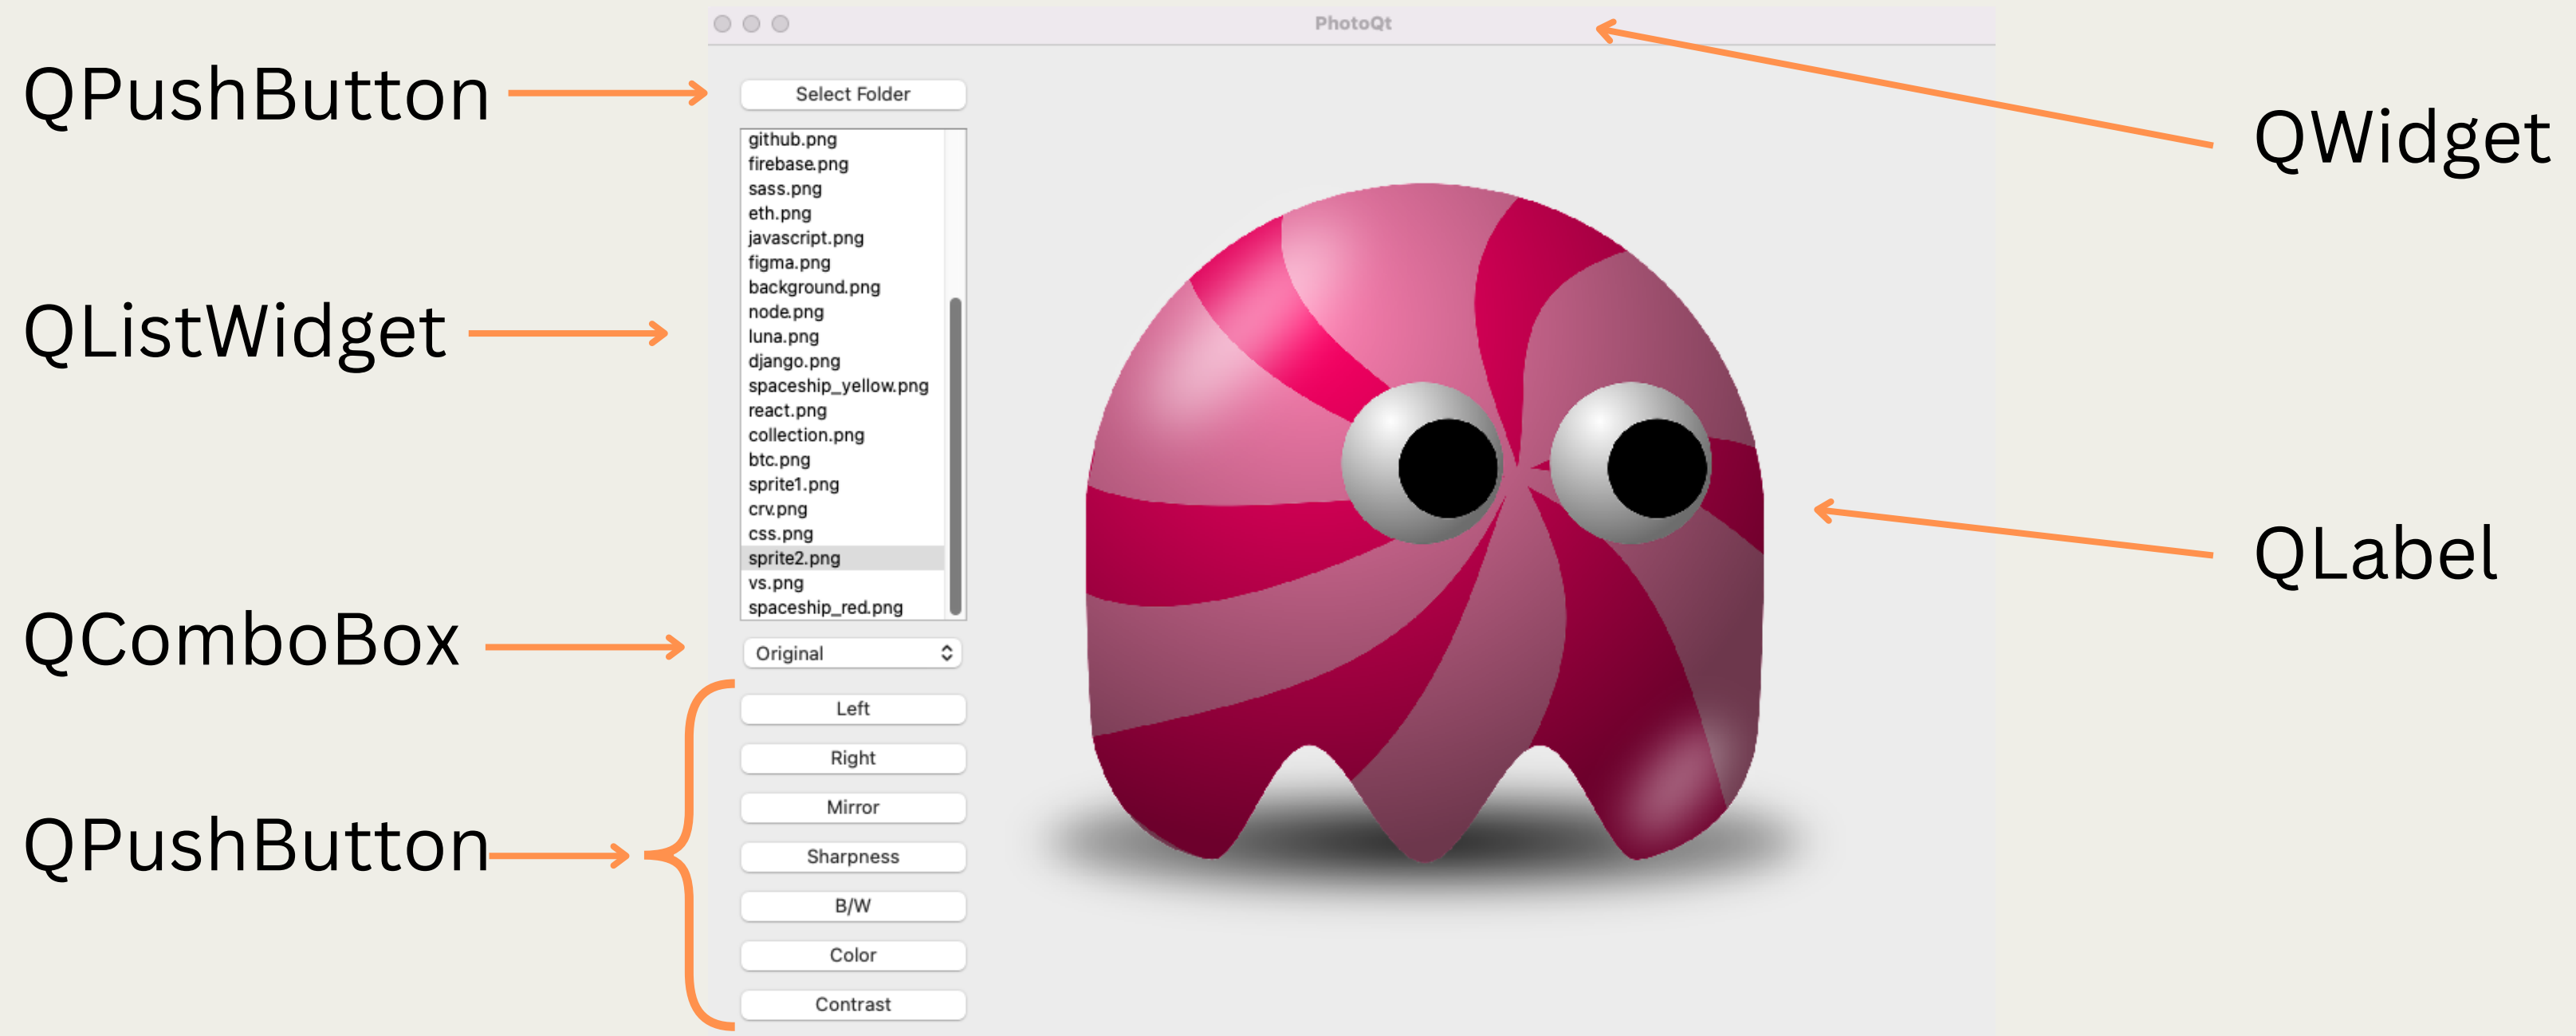 PhotoQt
QPushButton
Select Folder
QWidget
github.png
firebase.png
sass.png
eth.png
javascript.png
figma.png
background.png
node.png
luna.png
django.png
spaceship_yellow.png
react.png
collection.png
btc.png
sprite1.png
crv.png
css.png
sprite2.png
vs.png
spaceship_red.png
QListWidget
QLabel
QComboBox
Original
QPushButton
Left
Right
Mirror
Sharpness
B/W
Color
Contrast